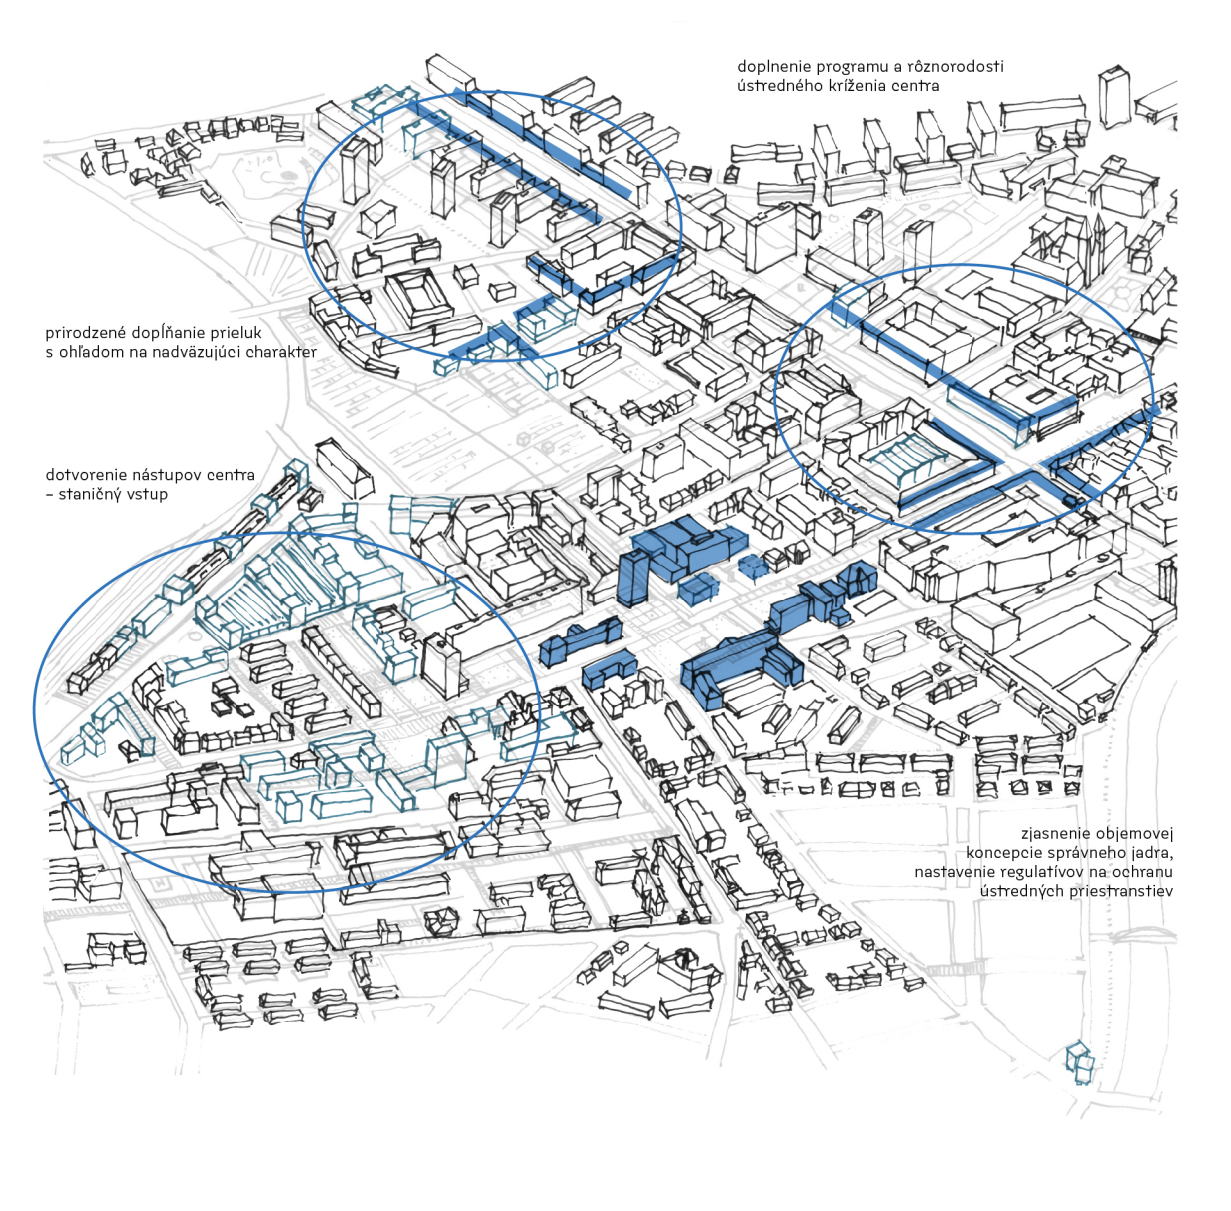 doplnenie programu a rôznorodosti
ústredného kríženia centra
prirodzené dopĺňanie prieluk
s ohľadom na nadväzujúci charakter
dotvorenie nástupov centra
– staničný vstup
zjasnenie objemovej
koncepcie správneho jadra,
nastavenie regulatívov na ochranu
ústredných priestranstiev